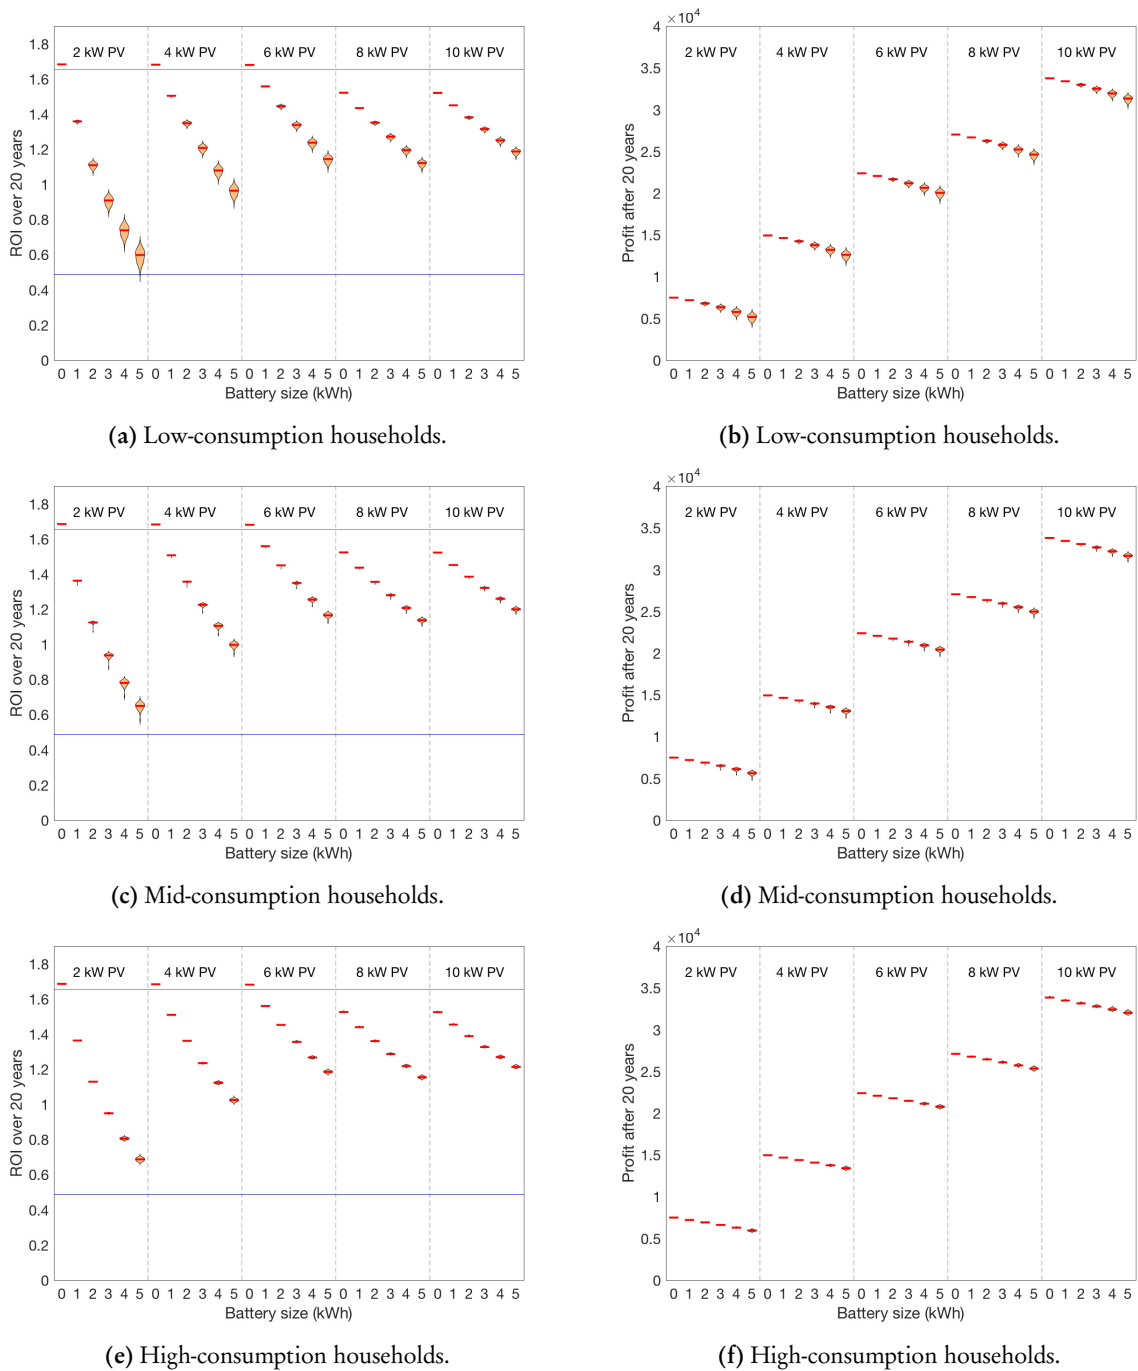 1.8
1.6
1.4
1.2
1
0.8
0.6
0.4
0.2
0
ROI over 20 years
2 kW PV 4 kW PV 6 kW PV 8 kW PV 10 kW PV
0 1 2 3 4 5 0 1 2 3 4 5 0 1 2 3 4 5 0 1 2 3 4 5 0 1 2 3 4 5
Battery size (kWh)
(a) Low-consumption households.
×10⁴
4
3.5
3
2.5
2
1.5
1
0.5
0
Profit after 20 years
2 kW PV 4 kW PV 6 kW PV 8 kW PV 10 kW PV
0 1 2 3 4 5 0 1 2 3 4 5 0 1 2 3 4 5 0 1 2 3 4 5 0 1 2 3 4 5
Battery size (kWh)
(b) Low-consumption households.
1.8
1.6
1.4
1.2
1
0.8
0.6
0.4
0.2
0
ROI over 20 years
2 kW PV 4 kW PV 6 kW PV 8 kW PV 10 kW PV
0 1 2 3 4 5 0 1 2 3 4 5 0 1 2 3 4 5 0 1 2 3 4 5 0 1 2 3 4 5
Battery size (kWh)
(c) Mid-consumption households.
×10⁴
4
3.5
3
2.5
2
1.5
1
0.5
0
Profit after 20 years
2 kW PV 4 kW PV 6 kW PV 8 kW PV 10 kW PV
0 1 2 3 4 5 0 1 2 3 4 5 0 1 2 3 4 5 0 1 2 3 4 5 0 1 2 3 4 5
Battery size (kWh)
(d) Mid-consumption households.
1.8
1.6
1.4
1.2
1
0.8
0.6
0.4
0.2
0
ROI over 20 years
2 kW PV 4 kW PV 6 kW PV 8 kW PV 10 kW PV
0 1 2 3 4 5 0 1 2 3 4 5 0 1 2 3 4 5 0 1 2 3 4 5 0 1 2 3 4 5
Battery size (kWh)
(e) High-consumption households.
×10⁴
4
3.5
3
2.5
2
1.5
1
0.5
0
Profit after 20 years
2 kW PV 4 kW PV 6 kW PV 8 kW PV 10 kW PV
0 1 2 3 4 5 0 1 2 3 4 5 0 1 2 3 4 5 0 1 2 3 4 5 0 1 2 3 4 5
Battery size (kWh)
(f) High-consumption households.